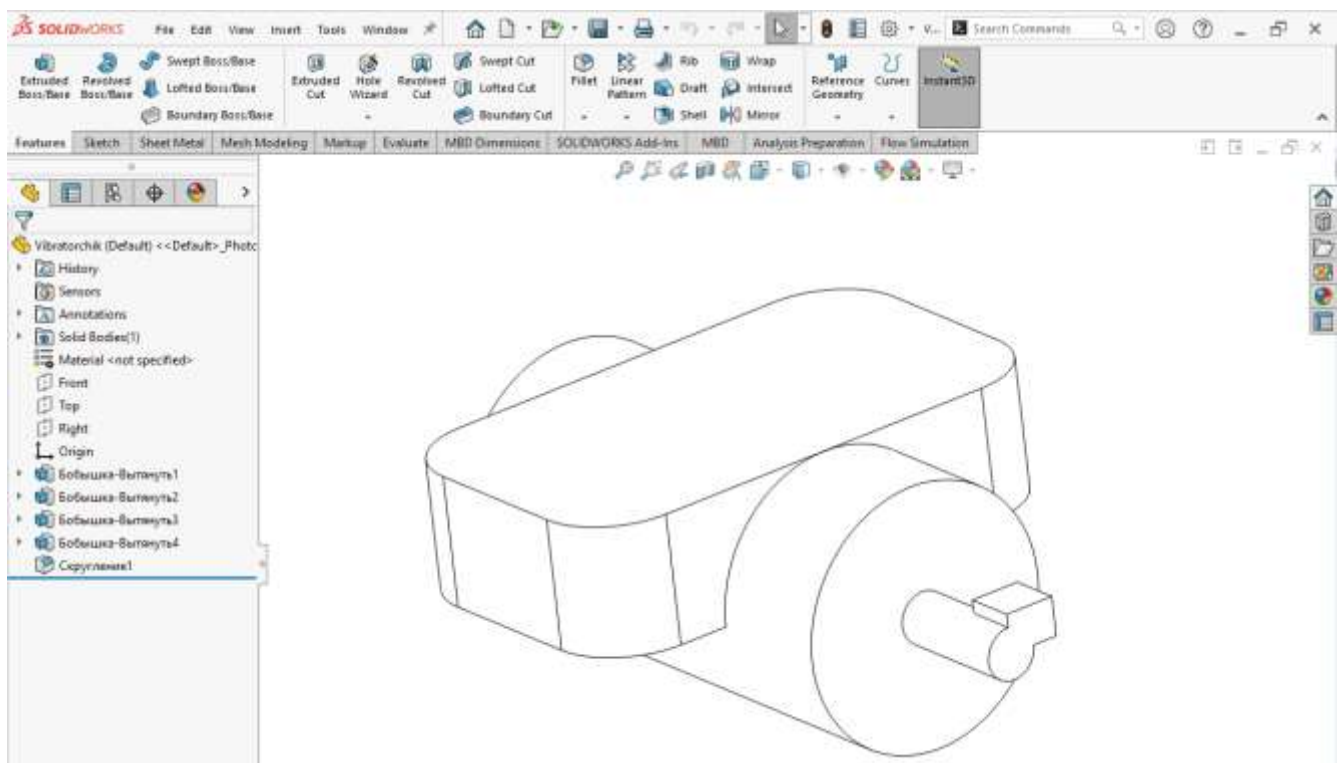 SOLIDWORKS File Edit View Insert Tools Window V... Search Commands
Extruded Boss/Base Revolved Boss/Base Swept Boss/Base Lofted Boss/Base Boundary Boss/Base Extruded Cut Hole Wizard Revolved Cut Swept Cut Lofted Cut Boundary Cut Fillet Linear Pattern Rib Draft Shell Wrap Intersect Mirror Reference Geometry Curves Instant3D
Features Sketch Sheet Metal Mesh Modeling Markup Evaluate MBD Dimensions SOLIDWORKS Add-Ins MBD Analysis Preparation Flow Simulation
Vibratorchik (Default) <<Default>_Photo
History
Sensors
Annotations
Solid Bodies(1)
Material <not specified>
Front
Top
Right
Origin
Бобышка-Вытянуть1
Бобышка-Вытянуть2
Бобышка-Вытянуть3
Бобышка-Вытянуть4
Скругление1